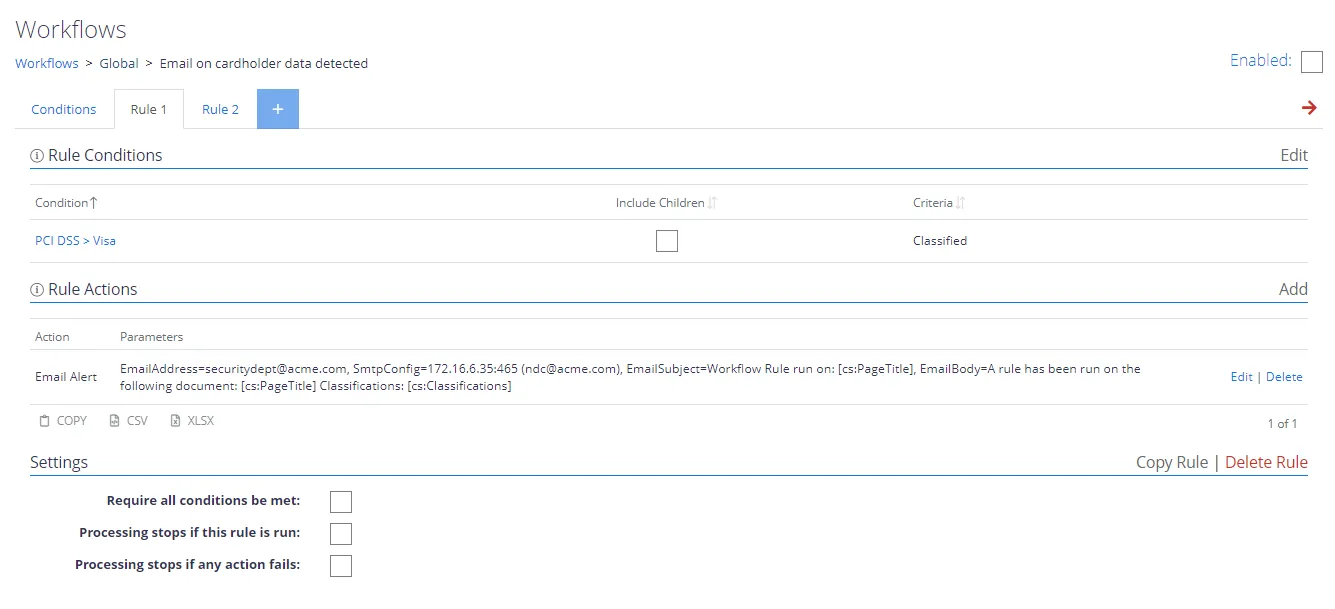 Workflows
Workflows > Global > Email on cardholder data detected
Enabled:
Conditions Rule 1 Rule 2 +
Rule Conditions Edit
Condition Include Children Criteria
PCI DSS > Visa Classified
Rule Actions Add
Action Parameters
Email Alert EmailAddress=securitydept@acme.com, SmtpConfig=172.16.6.35:465 (ndc@acme.com), EmailSubject=Workflow Rule run on: [cs:PageTitle], EmailBody=A rule has been run on the
following document: [cs:PageTitle] Classifications: [cs:Classifications] Edit | Delete
COPY CSV XLSX 1 of 1
Settings Copy Rule | Delete Rule
Require all conditions be met:
Processing stops if this rule is run:
Processing stops if any action fails: